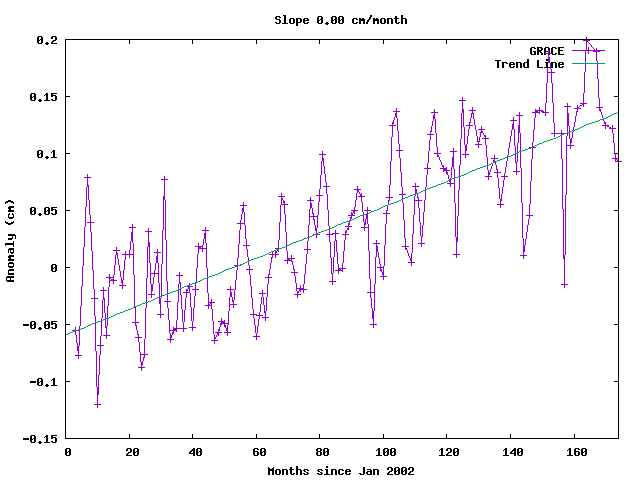 Slope 0.00 cm/month
GRACE
Trend Line
0.2
0.15
0.1
0.05
0
-0.05
-0.1
-0.15
Anomaly (cm)
0 20 40 60 80 100 120 140 160
Months since Jan 2002